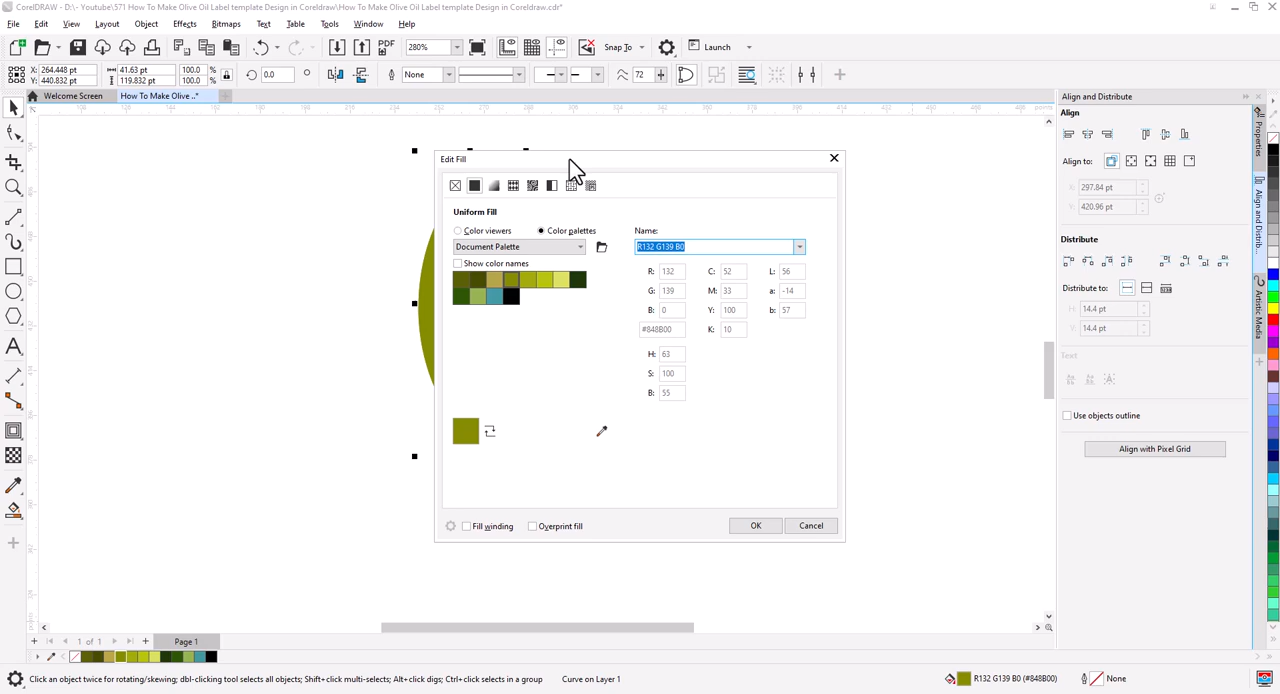 CorelDRAW - D:\- Youtube\571 How To Make Olive Oil Label template Design in Coreldraw\How To Make Olive Oil Label template Design in Coreldraw.cdr*
File Edit View Layout Object Effects Bitmaps Text Table Tools Window Help
PDF 280% Snap To Launch
X: 264.448 pt 41.63 pt 100.0 % 0.0 None 72
Y: 440.832 pt 119.832 pt 100.0 %
Welcome Screen How To Make Olive ..* Align and Distribute
Edit Fill
Uniform Fill
Color viewers Color palettes Name:
Document Palette R132 G139 B0
Show color names
R: 132 C: 52 L: 56
G: 139 M: 33 a: -14
B: 0 Y: 100 b: 57
#848B00 K: 10
H: 63
S: 100
B: 55
Fill winding Overprint fill OK Cancel
Align
Align to:
X: 297.84 pt
Y: 420.96 pt
Distribute
Distribute to:
H: 14.4 pt
V: 14.4 pt
Text
Use objects outline
Align with Pixel Grid
Properties
Align and Distrib...
Artistic Media
1 of 1 Page 1
Click an object twice for rotating/skewing; dbl-clicking tool selects all objects; Shift+click multi-selects; Alt+click digs; Ctrl+click selects in a group Curve on Layer 1 R132 G139 B0 (#848B00) None